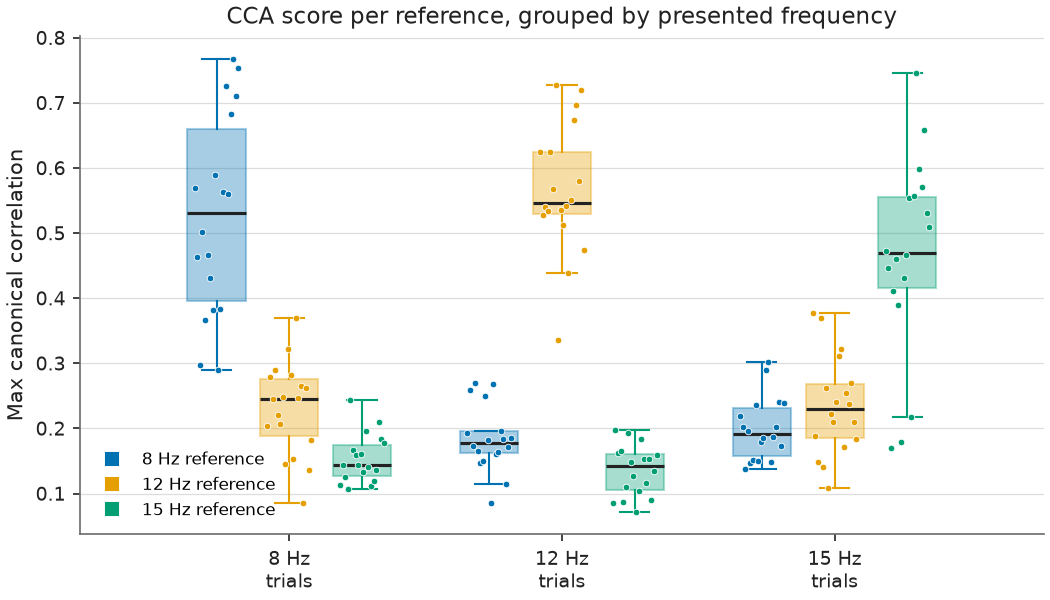 CCA score per reference, grouped by presented frequency
Max canonical correlation
0.8
0.7
0.6
0.5
0.4
0.3
0.2
0.1
8 Hz reference
12 Hz reference
15 Hz reference
8 Hz
trials
12 Hz
trials
15 Hz
trials